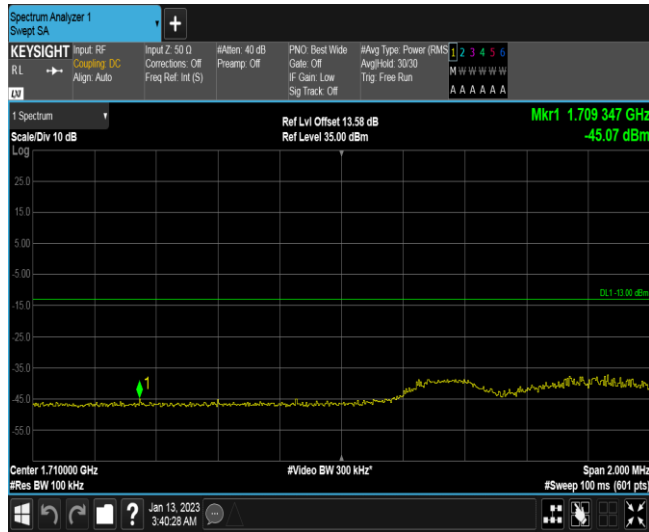 Spectrum Analyzer 1
Swept SA
+
KEYSIGHT
RL
LXI
Input: RF
Coupling: DC
Align: Auto
Input Z: 50 Ω
Corrections: Off
Freq Ref: Int (S)
#Atten: 40 dB
Preamp: Off
PNO: Best Wide
Gate: Off
IF Gain: Low
Sig Track: Off
#Avg Type: Power (RMS
Avg|Hold: 30/30
Trig: Free Run
1 2 3 4 5 6
M W W W W W
A A A A A A
1 Spectrum
Scale/Div 10 dB
Ref Lvl Offset 13.58 dB
Ref Level 35.00 dBm
Mkr1 1.709 347 GHz
-45.07 dBm
Log
25.0
15.0
5.00
-5.00
DL1 -13.00 dBm
-15.0
-25.0
-35.0
1
-45.0
-55.0
Center 1.710000 GHz
#Res BW 100 kHz
#Video BW 300 kHz*
Span 2.000 MHz
#Sweep 100 ms (601 pts)
?
Jan 13, 2023
3:40:28 AM